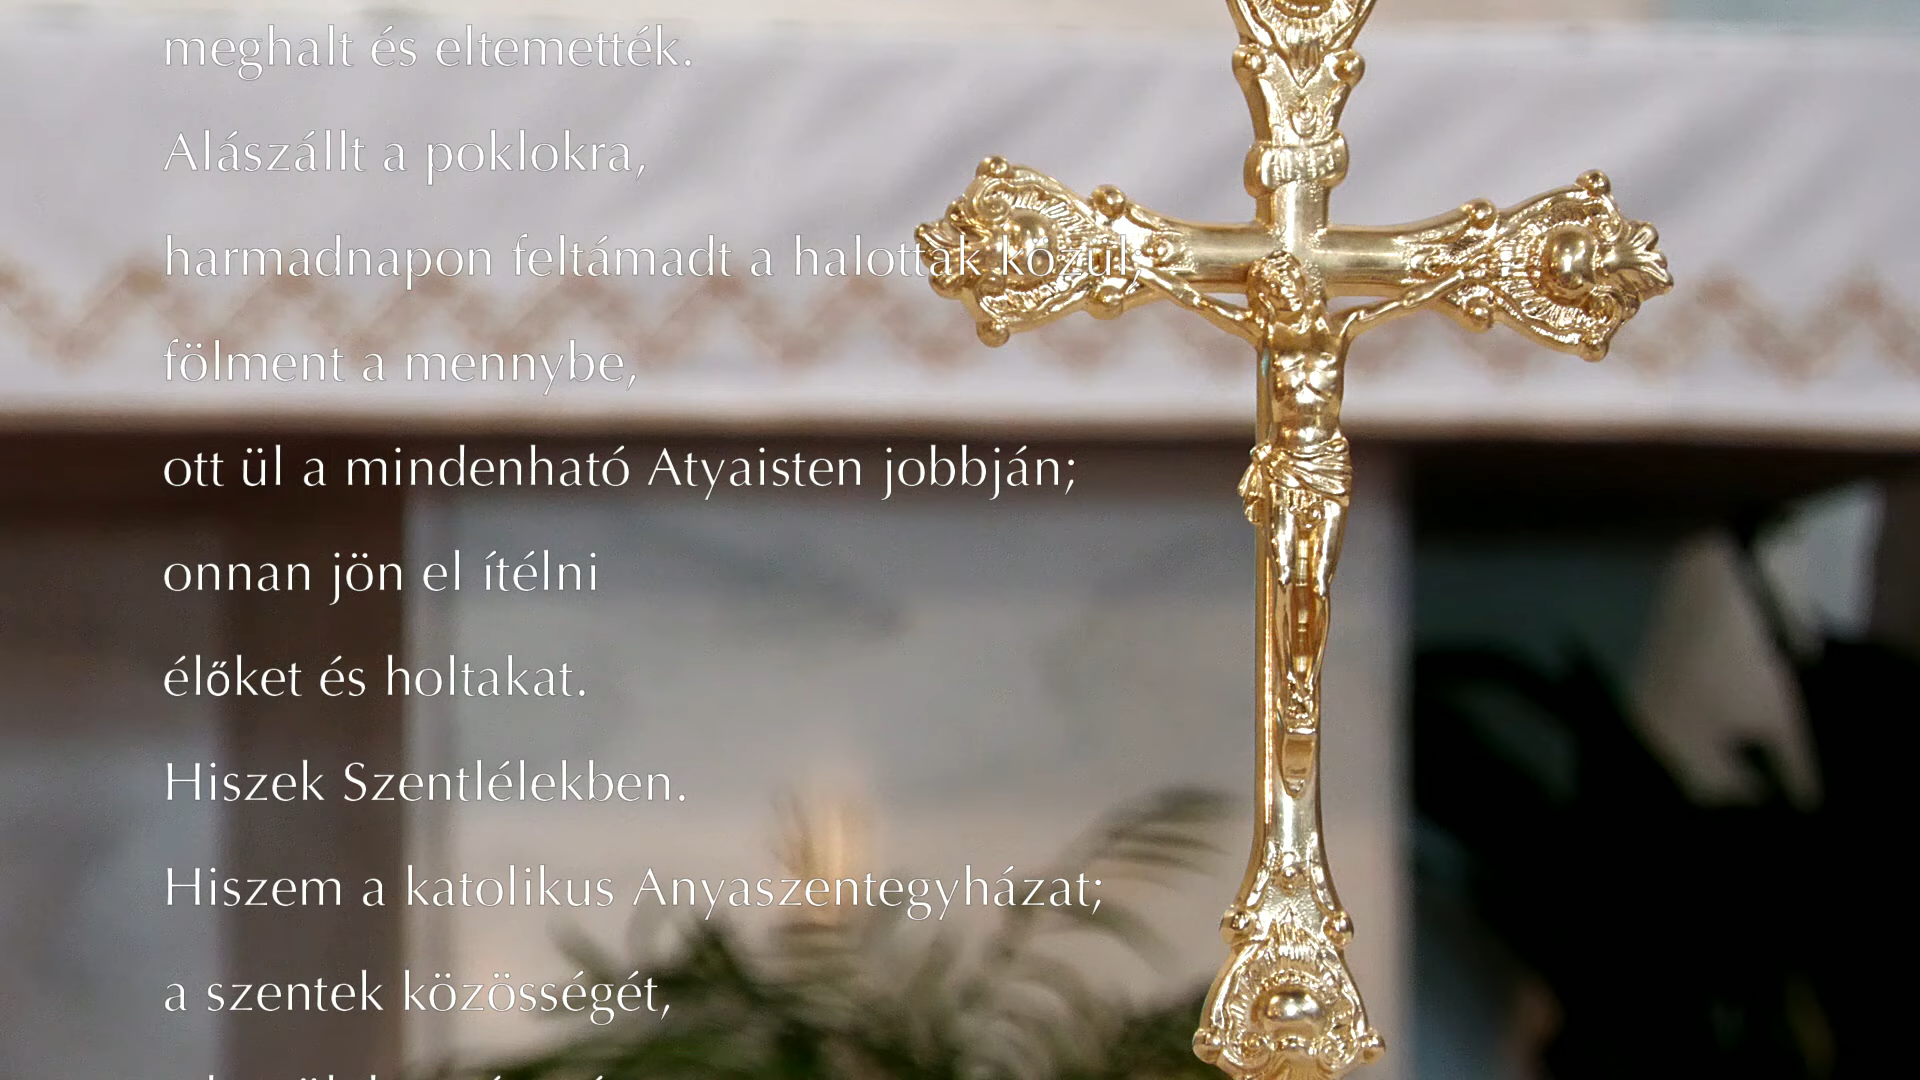 meghalt és eltemették.
Alászállt a poklokra,
harmadnapon feltámadt a halottak közül;
fölment a mennybe,
ott ül a mindenható Atyaisten jobbján;
onnan jön el ítélni
élőket és holtakat.
Hiszek Szentlélekben.
Hiszem a katolikus Anyaszentegyházat;
a szentek közösségét,